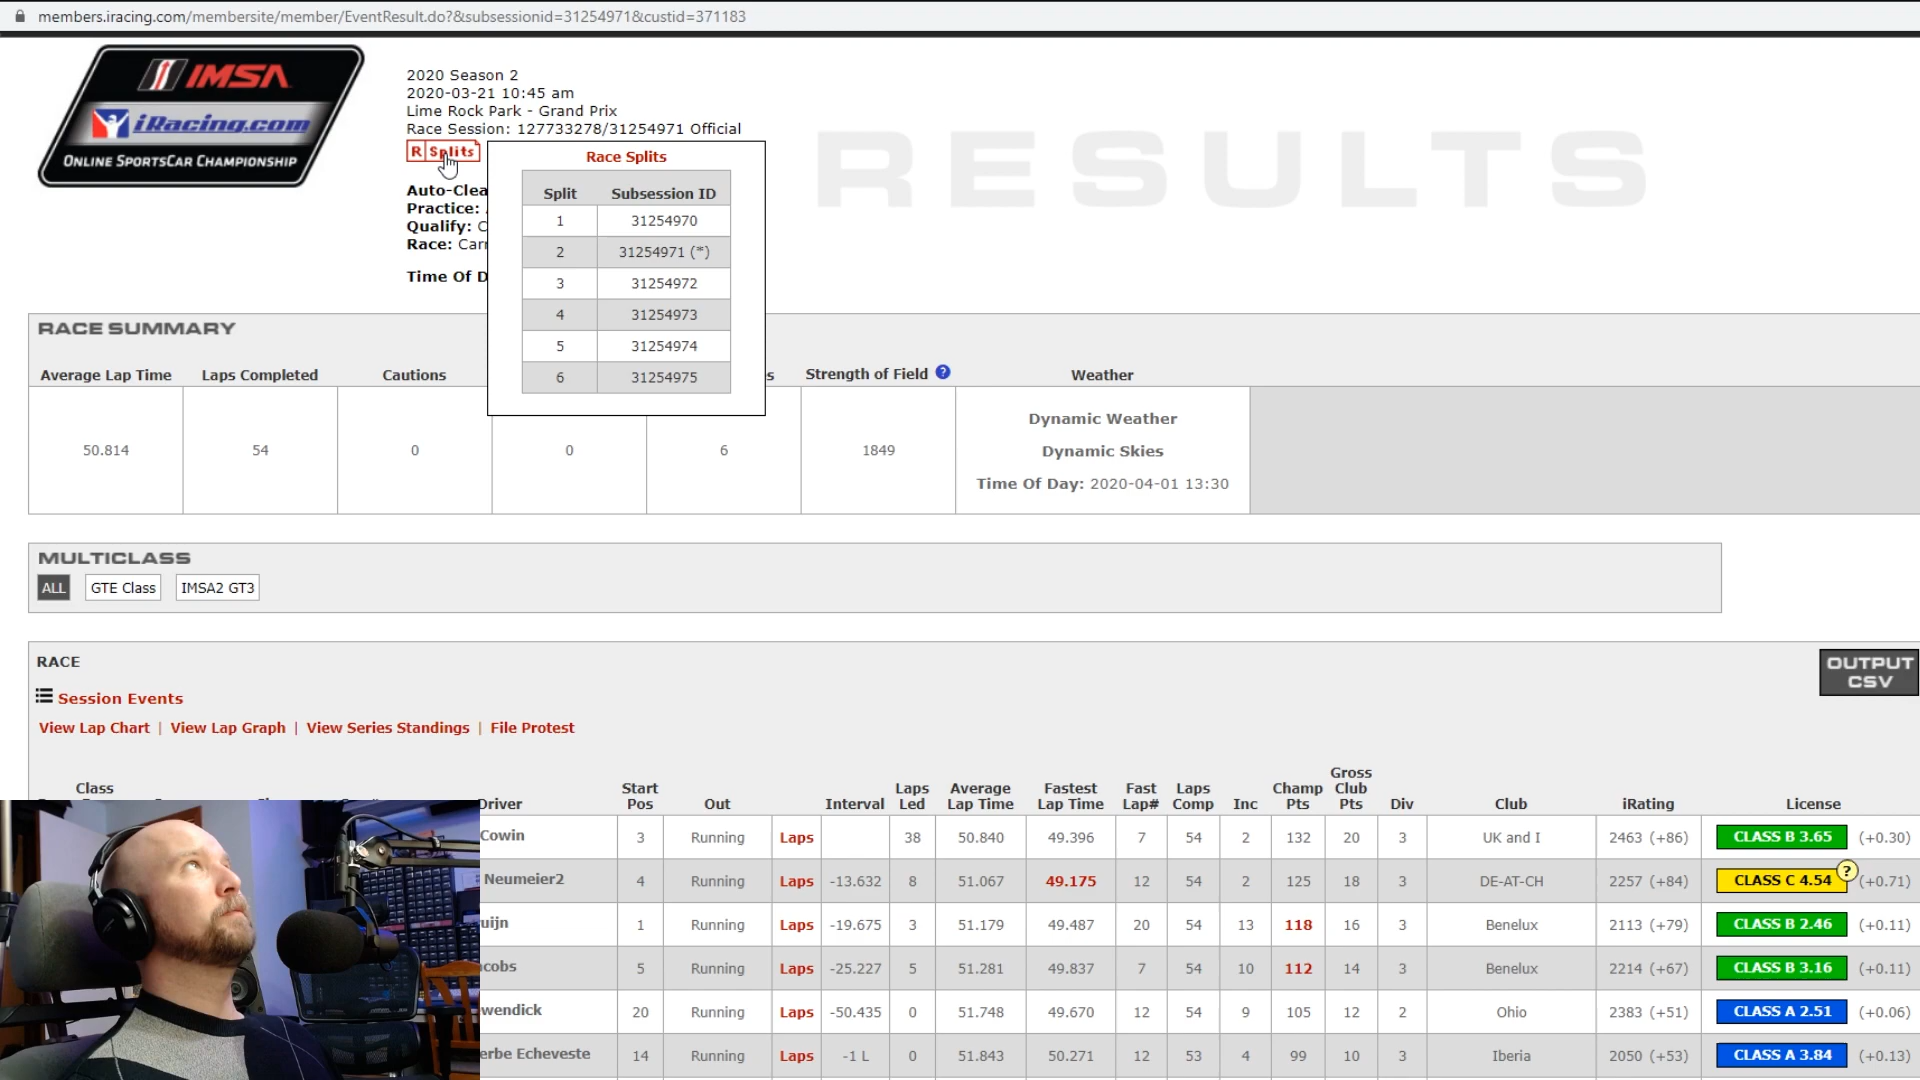 members.iracing.com/membersite/member/EventResult.do?&subsessionid=31254971&custid=371183
IMSA
iRacing.com
ONLINE SPORTSCAR CHAMPIONSHIP
2020 Season 2
2020-03-21 10:45 am
Lime Rock Park - Grand Prix
Race Session: 127733278/31254971 Official
R Splits
RESULTS
Race Splits
Split Subsession ID
1 31254970
2 31254971 (*)
3 31254972
4 31254973
5 31254974
6 31254975
Auto-Clea
Practice:
Qualify: C
Race: Carr
Time Of D
RACE SUMMARY
Average Lap Time Laps Completed Cautions s Strength of Field ? Weather
50.814 54 0 0 6 1849
Dynamic Weather
Dynamic Skies
Time Of Day: 2020-04-01 13:30
MULTICLASS
ALL GTE Class IMSA2 GT3
RACE
OUTPUT CSV
Session Events
View Lap Chart | View Lap Graph | View Series Standings | File Protest
Class Driver Start Pos Out Interval Laps Led Average Lap Time Fastest Lap Time Fast Lap# Laps Comp Inc Champ Pts Gross Club Pts Div Club iRating License
Cowin 3 Running Laps 38 50.840 49.396 7 54 2 132 20 3 UK and I 2463 (+86) CLASS B 3.65 (+0.30)
Neumeier2 4 Running Laps -13.632 8 51.067 49.175 12 54 2 125 18 3 DE-AT-CH 2257 (+84) CLASS C 4.54 ? (+0.71)
uijn 1 Running Laps -19.675 3 51.179 49.487 20 54 13 118 16 3 Benelux 2113 (+79) CLASS B 2.46 (+0.11)
cobs 5 Running Laps -25.227 5 51.281 49.837 7 54 10 112 14 3 Benelux 2214 (+67) CLASS B 3.16 (+0.11)
wendick 20 Running Laps -50.435 0 51.748 49.670 12 54 9 105 12 2 Ohio 2383 (+51) CLASS A 2.51 (+0.06)
erbe Echeveste 14 Running Laps -1 L 0 51.843 50.271 12 53 4 99 10 3 Iberia 2050 (+53) CLASS A 3.84 (+0.13)